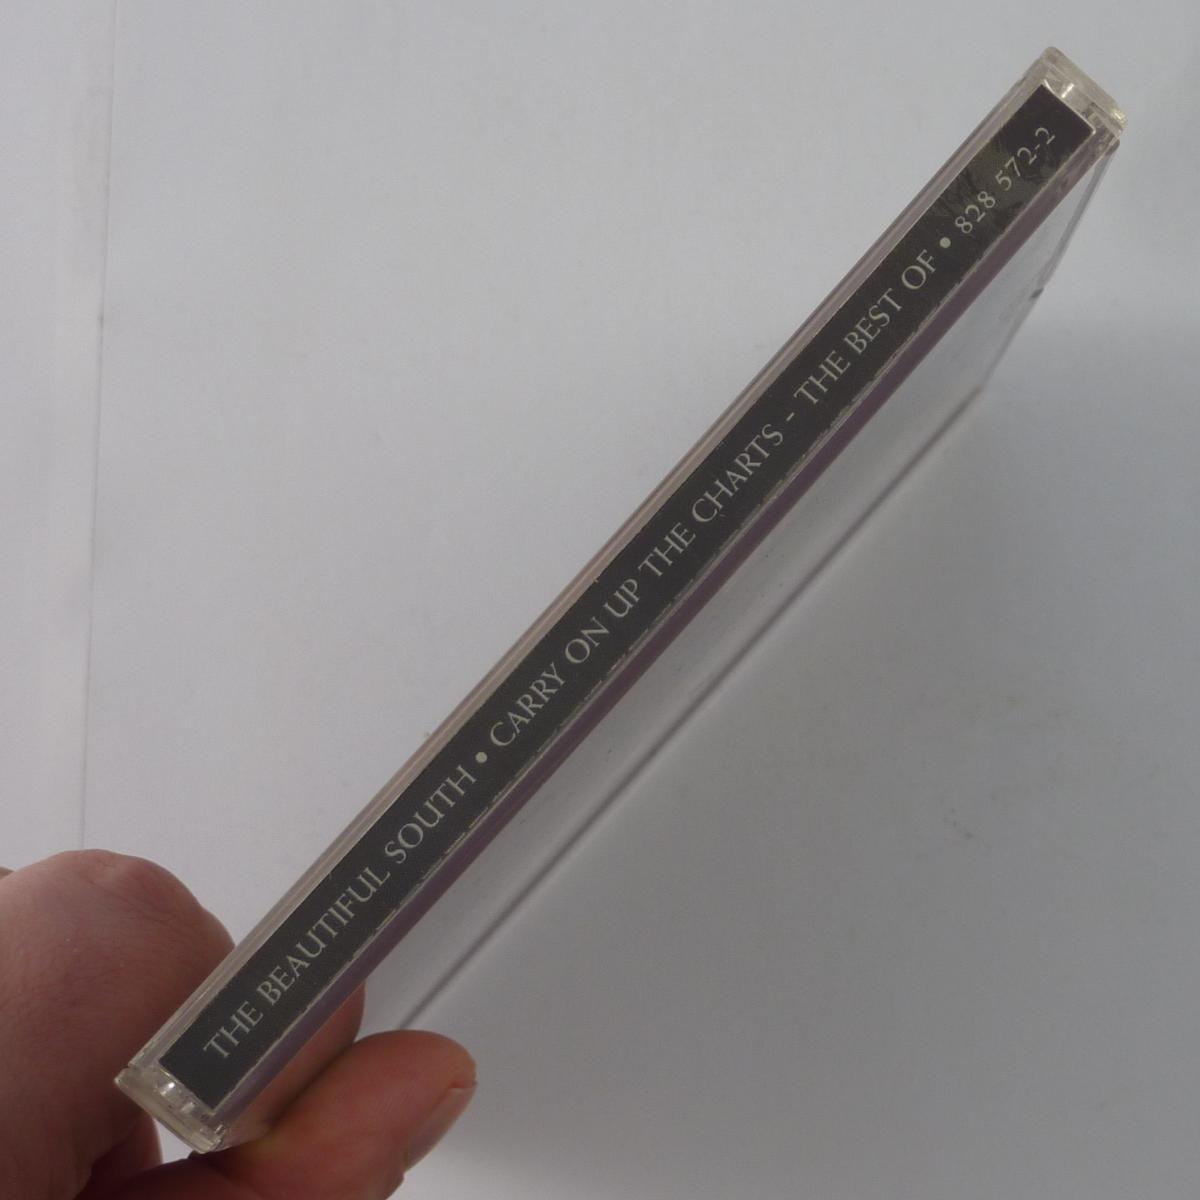 THE BEAUTIFUL SOUTH • CARRY ON UP THE CHARTS - THE BEST OF • 828 572-2